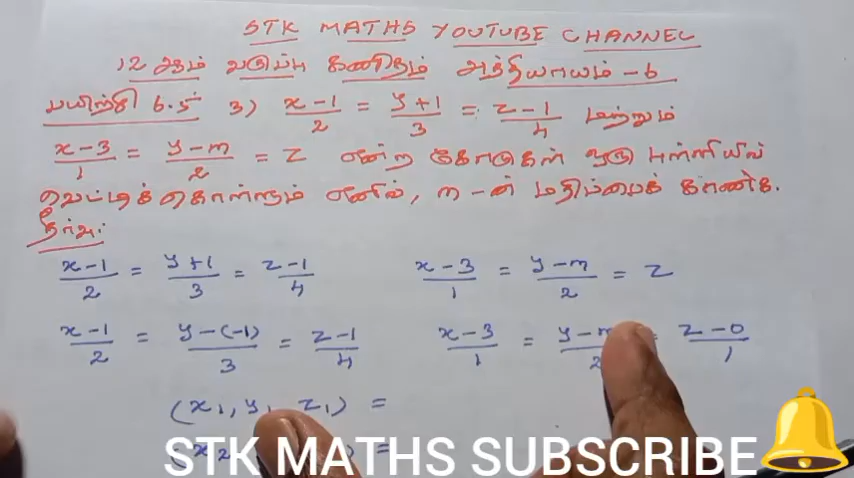 STK MATHS YOUTUBE CHANNEL
12 ஆம் வகுப்பு கணிதம் அத்தியாயம் - 6
பயிற்சி 6.5 3) x-1/2 = y+1/3 = z-1/4 மற்றும்
x-3/1 = y-m/2 = z என்ற கோடுகள் ஒரு புள்ளியில்
வெட்டிக் கொள்ளும் எனில், m-ன் மதிப்பைக் காண்க.
தீர்வு:
x-1/2 = y+1/3 = z-1/4 x-3/1 = y-m/2 = z
x-1/2 = y-(-1)/3 = z-1/4 x-3/1 = y-m/2 = z-0/1
(x₁, y₁, z₁) =
(x₂ ) =
STK MATHS SUBSCRIBE